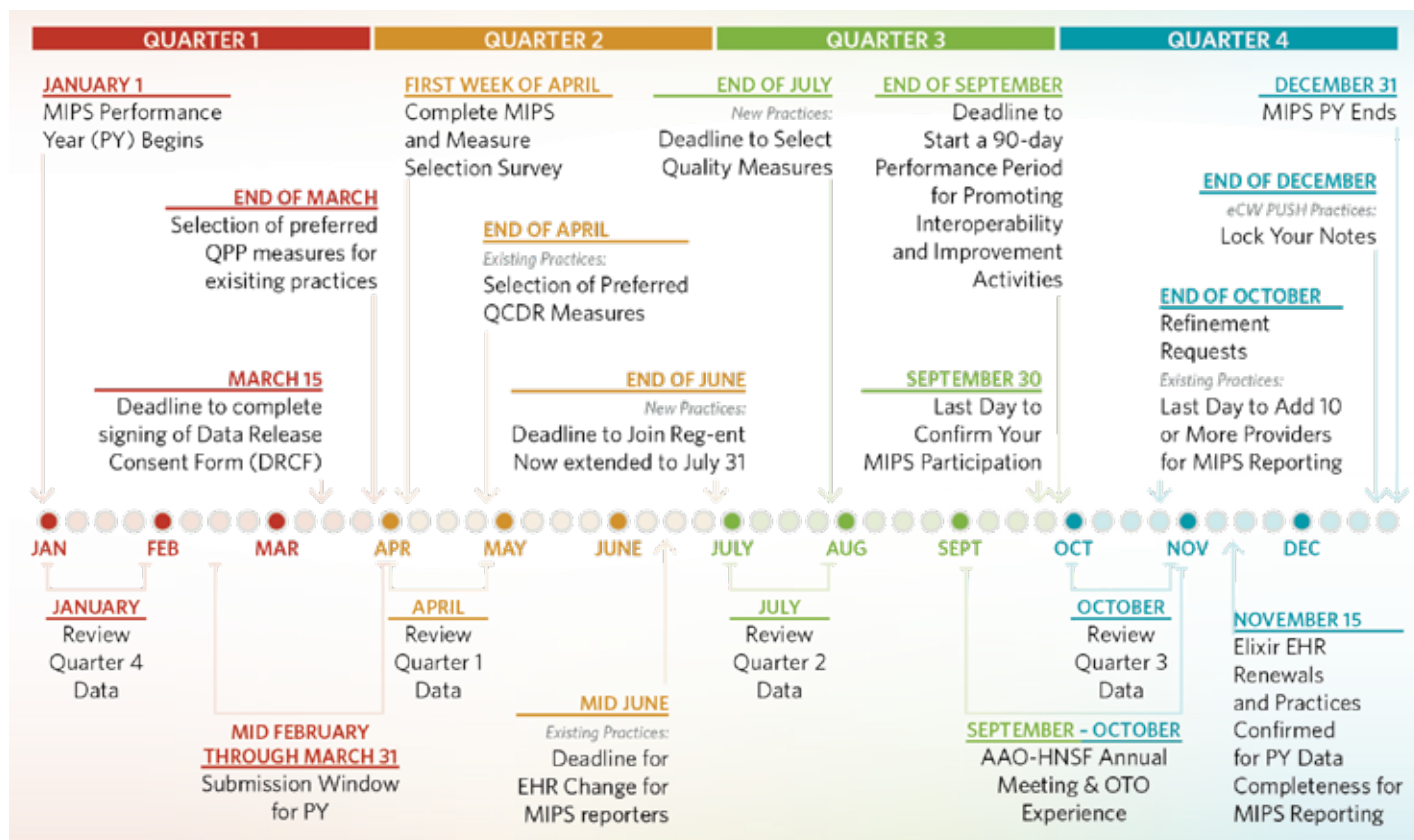 QUARTER 1
QUARTER 2
QUARTER 3
QUARTER 4
JANUARY 1
MIPS Performance
Year (PY) Begins
END OF MARCH
Selection of preferred
QPP measures for
exisiting practices
MARCH 15
Deadline to complete
signing of Data Release
Consent Form (DRCF)
FIRST WEEK OF APRIL
Complete MIPS
and Measure
Selection Survey
END OF APRIL
Existing Practices:
Selection of Preferred
QCDR Measures
END OF JUNE
New Practices:
Deadline to Join Reg-ent
Now extended to July 31
END OF JULY
New Practices:
Deadline to Select
Quality Measures
END OF SEPTEMBER
Deadline to
Start a 90-day
Performance Period
for Promoting
Interoperability
and Improvement
Activities
SEPTEMBER 30
Last Day to
Confirm Your
MIPS Participation
DECEMBER 31
MIPS PY Ends
END OF DECEMBER
eCW PUSH Practices:
Lock Your Notes
END OF OCTOBER
Refinement
Requests
Existing Practices:
Last Day to Add 10
or More Providers
for MIPS Reporting
JAN
FEB
MAR
APR
MAY
JUNE
JULY
AUG
SEPT
OCT
NOV
DEC
JANUARY
Review
Quarter 4
Data
MID FEBRUARY
THROUGH MARCH 31
Submission Window
for PY
APRIL
Review
Quarter 1
Data
MID JUNE
Existing Practices:
Deadline for
EHR Change for
MIPS reporters
JULY
Review
Quarter 2
Data
SEPTEMBER - OCTOBER
AAO-HNSF Annual
Meeting & OTO
Experience
OCTOBER
Review
Quarter 3
Data
NOVEMBER 15
Elixir EHR
Renewals
and Practices
Confirmed
for PY Data
Completeness for
MIPS Reporting